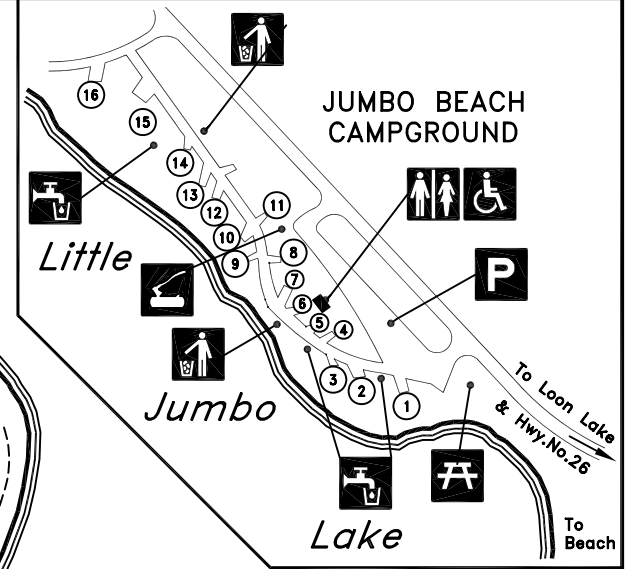 JUMBO BEACH
CAMPGROUND
16
15
14
13
12
11
10
9
8
7
6
5
4
3
2
1
P
Little
Jumbo
Lake
To Loon Lake
& Hwy.No.26
To
Beach